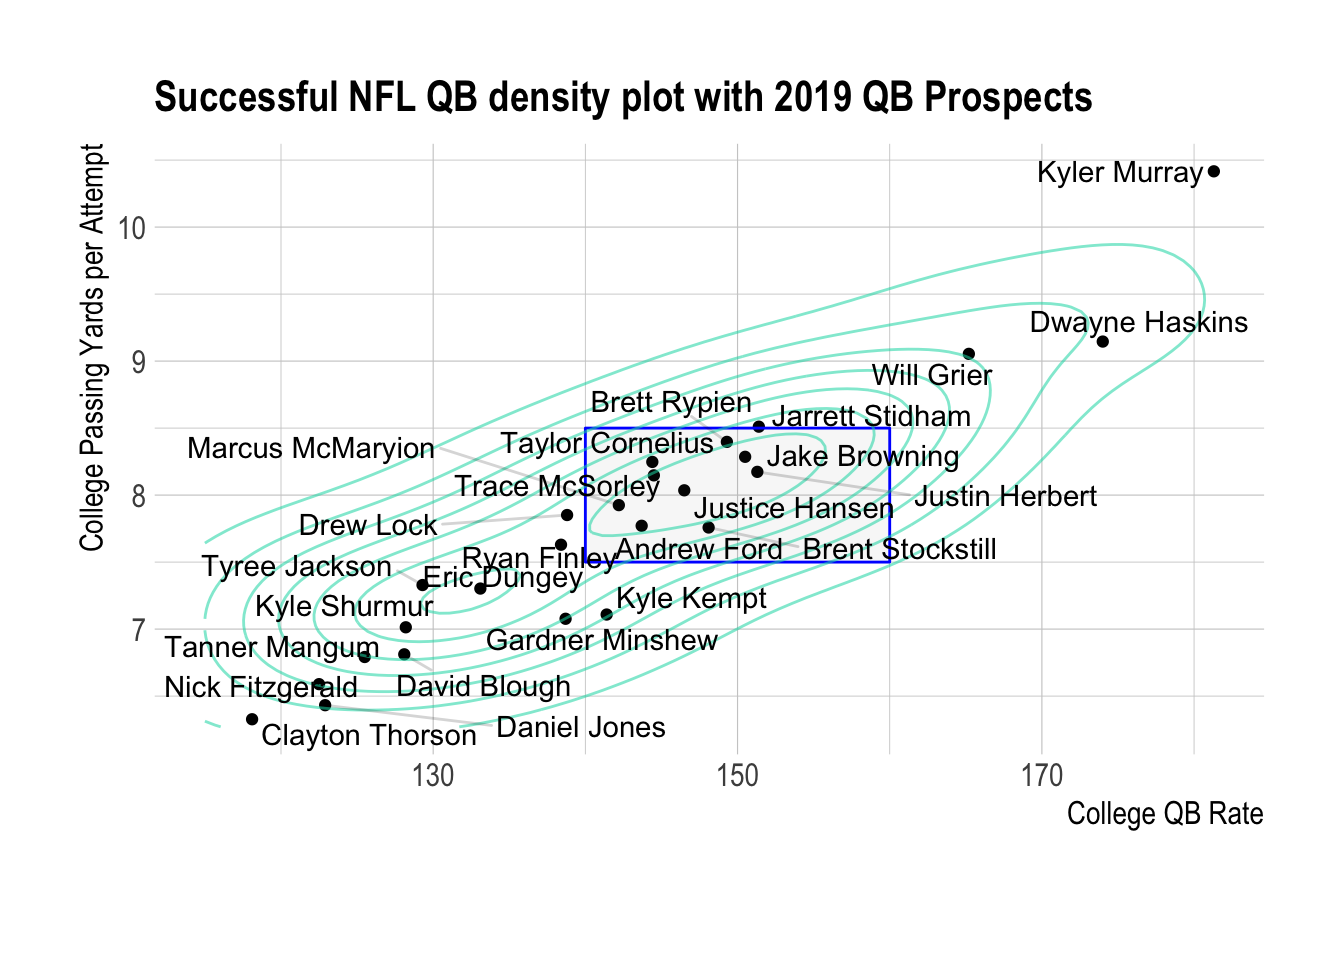 Successful NFL QB density plot with 2019 QB Prospects
College Passing Yards per Attempt
10
9
8
7
Kyler Murray
Dwayne Haskins
Will Grier
Brett Rypien
Jarrett Stidham
Taylor Cornelius
Marcus McMaryion
Jake Browning
Trace McSorley
Justin Herbert
Justice Hansen
Drew Lock
Andrew Ford
Brent Stockstill
Ryan Finley
Tyree Jackson
Eric Dungey
Kyle Kempt
Kyle Shurmur
Gardner Minshew
Tanner Mangum
David Blough
Nick Fitzgerald
Daniel Jones
Clayton Thorson
130
150
170
College QB Rate